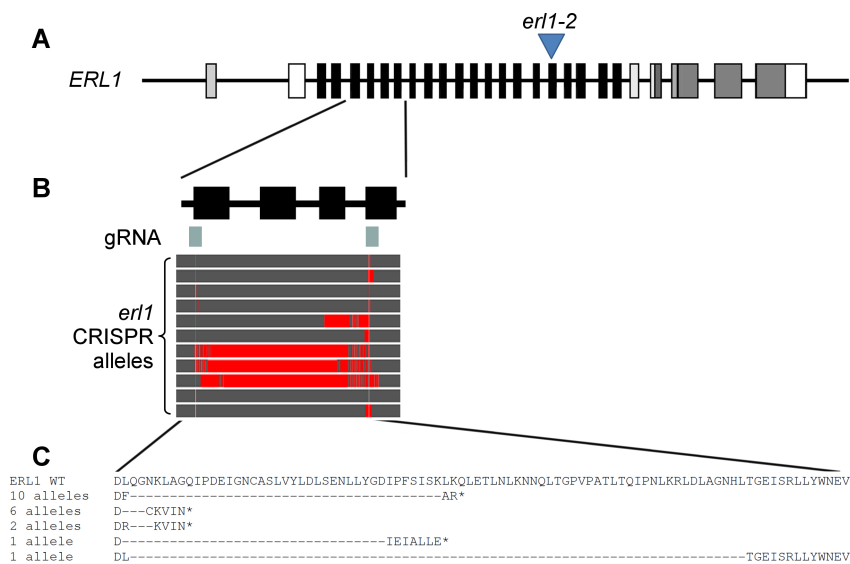 A
erl1-2
ERL1
B
gRNA
erl1
CRISPR
alleles
C
ERL1 WT DLQGNKLAGQIPDEIGNCASLVYLDLSENLLYGDIPFSISKLKQLETLNLKNNQLTGPVPATLTQIPNLKRLDLAGNHLTGEISRLLYWNEV
10 alleles DF---------------------------------------AR*
6 alleles D---CKVIN*
2 alleles DR---KVIN*
1 allele D---------------------------------IEIALLE*
1 allele DL-----------------------------------------------------------------------------TGEISRLLYWNEV